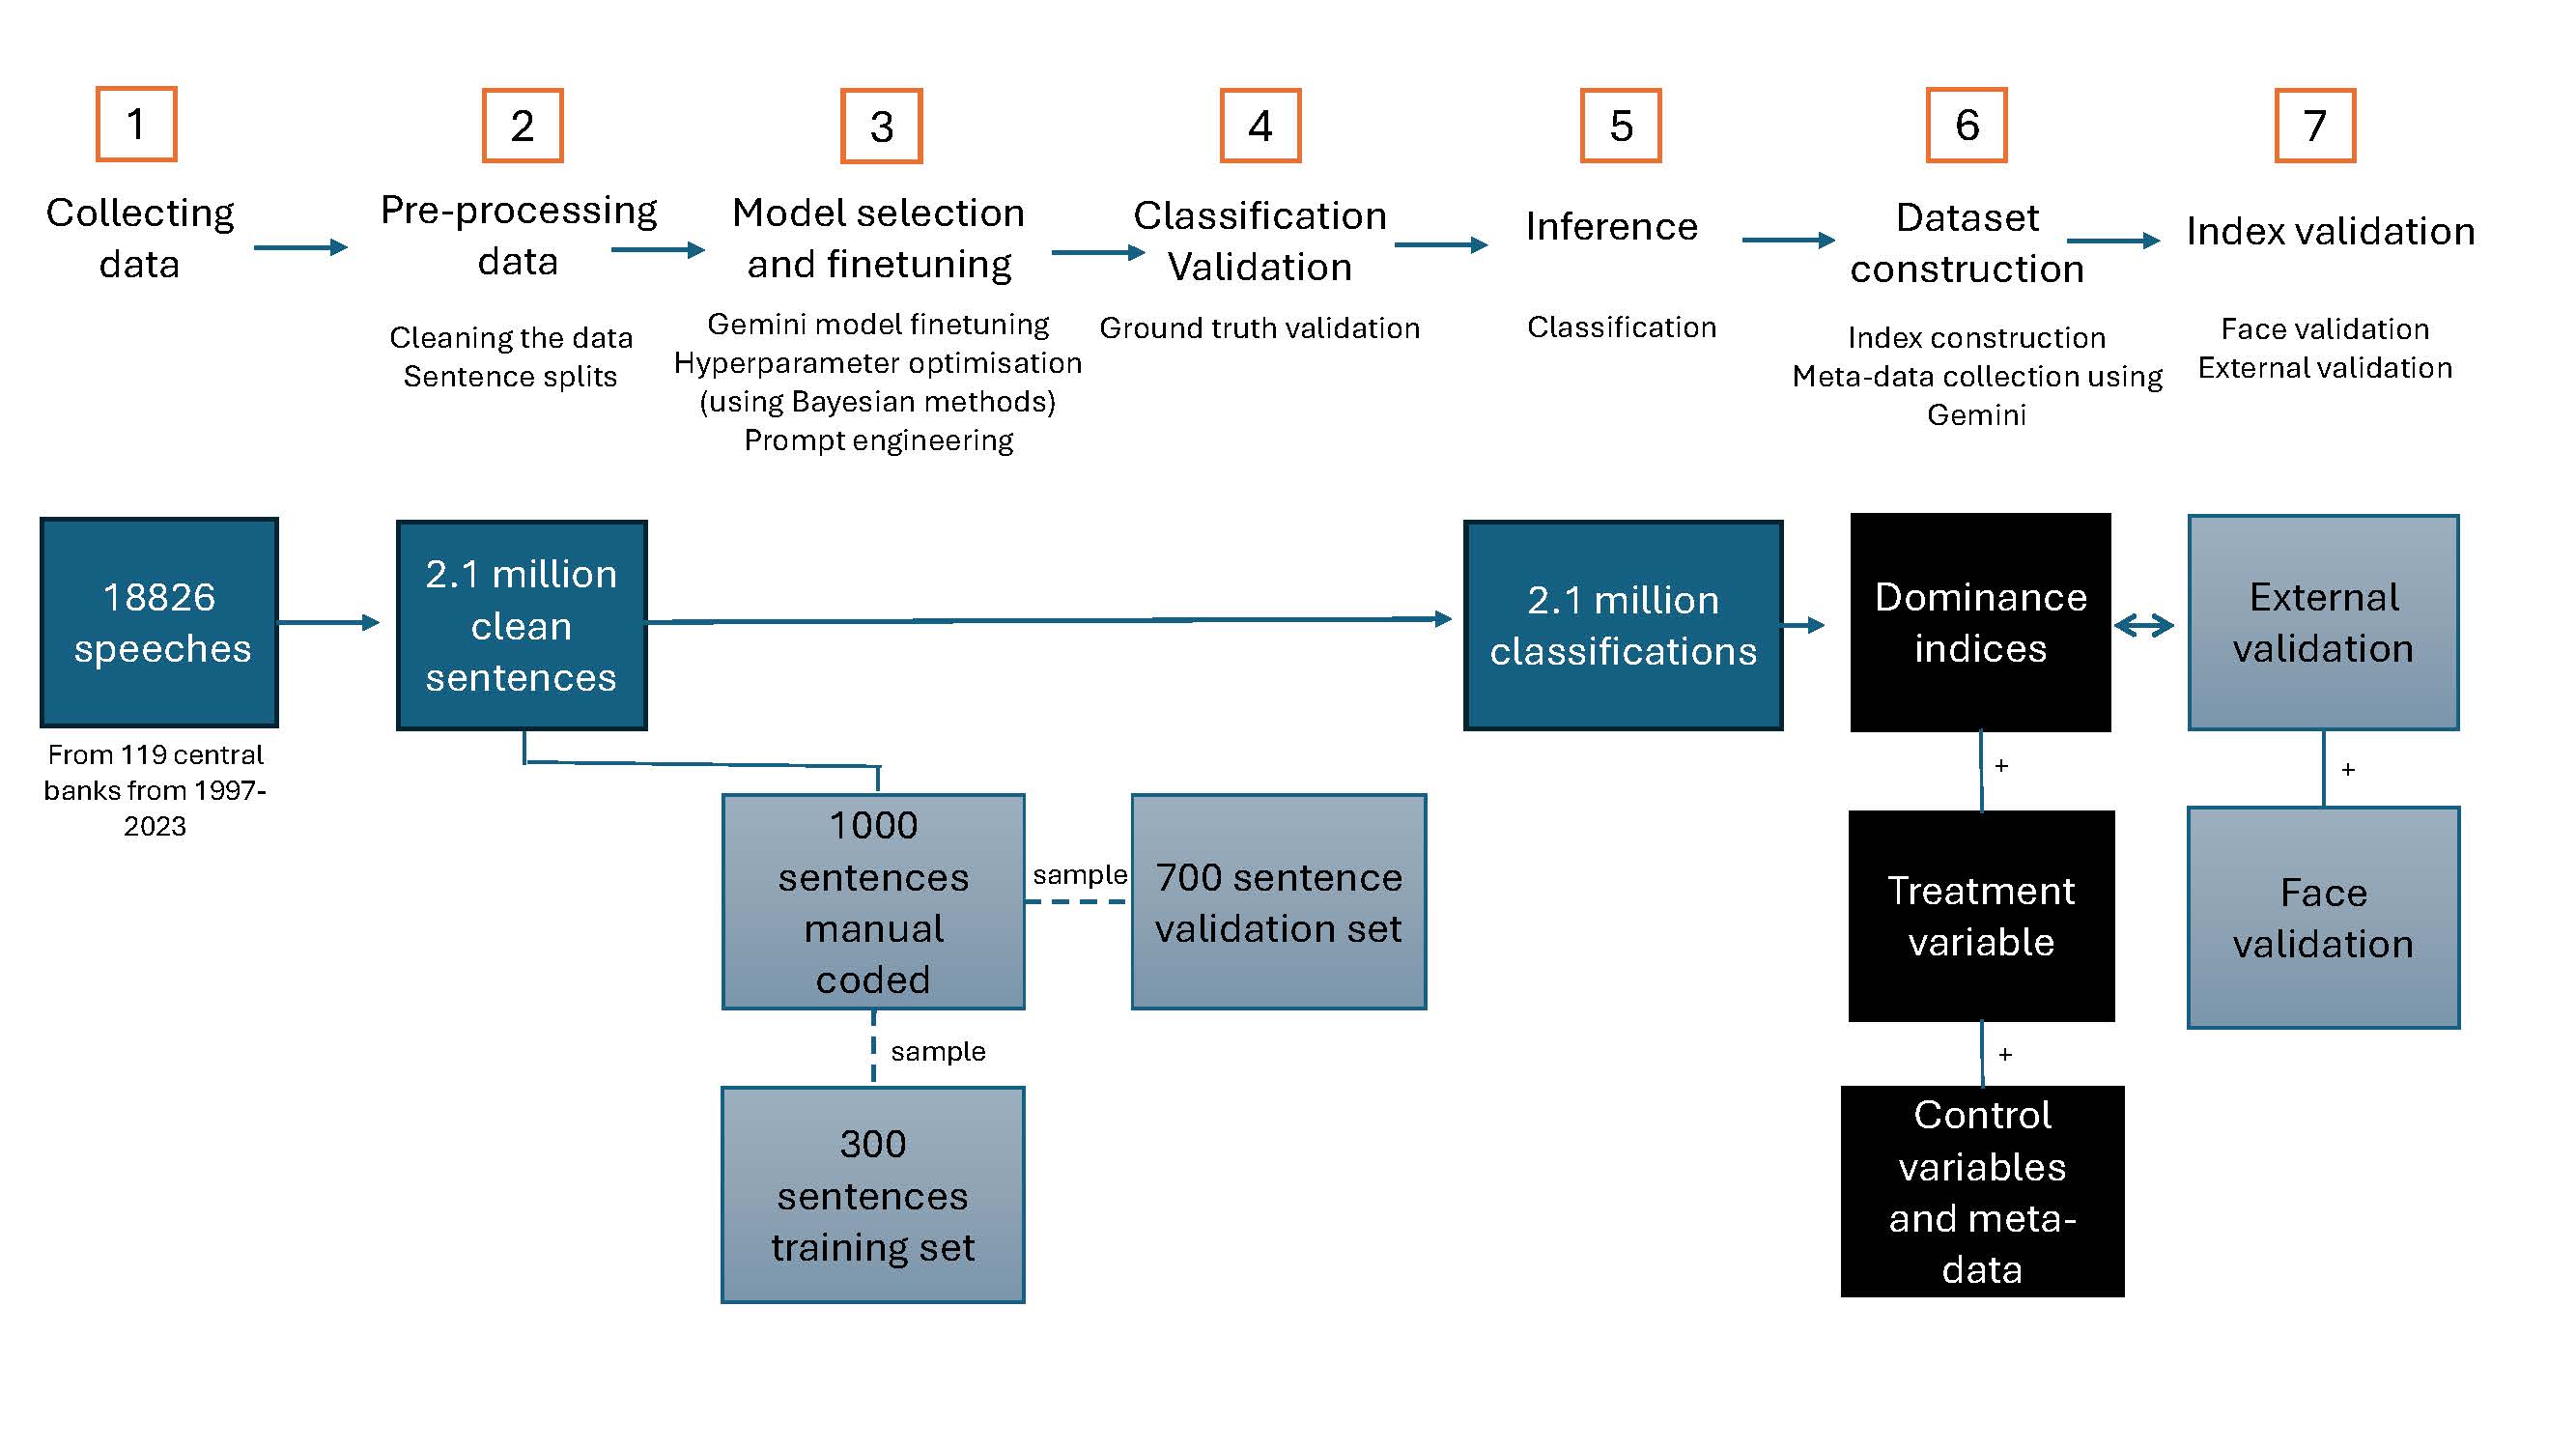 1
2
3
4
5
6
7
Collecting
data
Pre-processing
data
Model selection
and finetuning
Classification
Validation
Inference
Dataset
construction
Index validation
Cleaning the data
Sentence splits
Gemini model finetuning
Hyperparameter optimisation
(using Bayesian methods)
Prompt engineering
Ground truth validation
Classification
Index construction
Meta-data collection using
Gemini
Face validation
External validation
18826
speeches
2.1 million
clean
sentences
2.1 million
classifications
Dominance
indices
External
validation
From 119 central
banks from 1997-
2023
+
+
1000
sentences
manual
coded
sample
700 sentence
validation set
Treatment
variable
Face
validation
sample
+
300
sentences
training set
Control
variables
and meta-
data